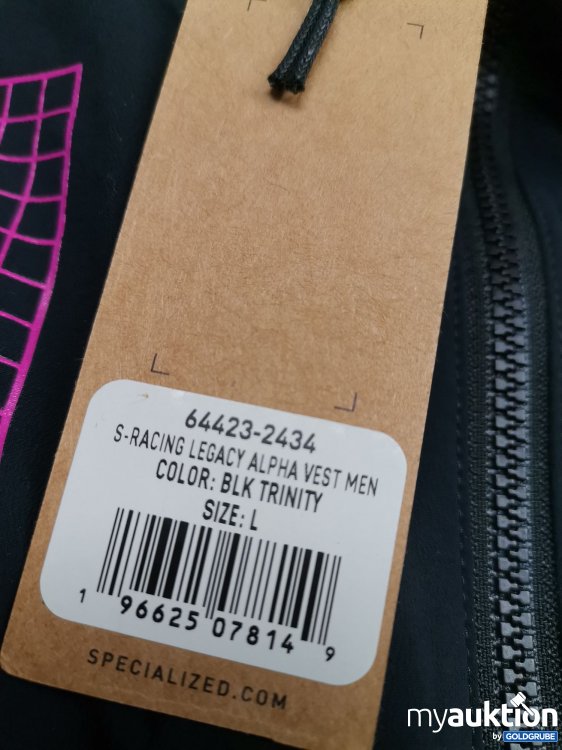 64423-2434
S-RACING LEGACY ALPHA VEST MEN
COLOR: BLK TRINITY
SIZE: L
1 96625 07814 9
SPECIALIZED.COM
myauktion
by GOLDGRUBE